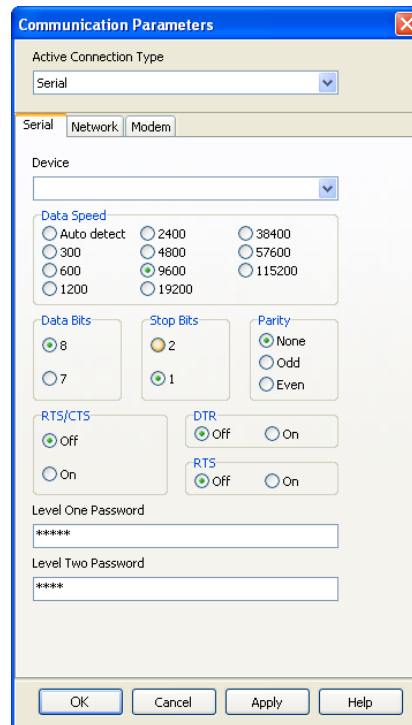 Communication Parameters
Active Connection Type
Serial
Serial Network Modem
Device
Data Speed
Auto detect 2400 38400
300 4800 57600
600 9600 115200
1200 19200
Data Bits Stop Bits Parity
8 2 None
Odd
7 1 Even
RTS/CTS DTR
Off Off On
RTS
On Off On
Level One Password
*****
Level Two Password
****
OK Cancel Apply Help